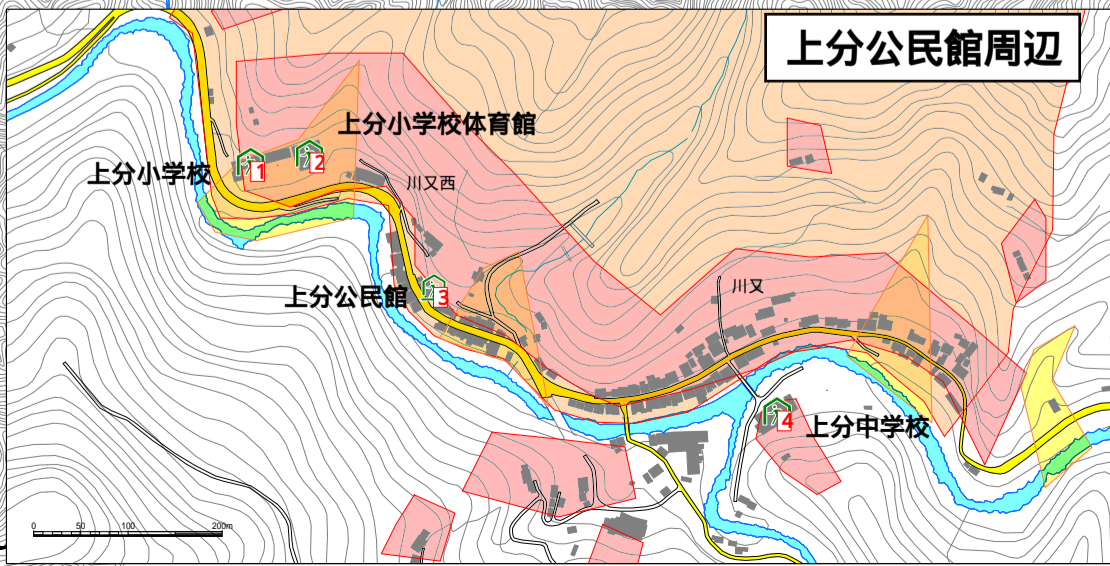 上分公民館周辺
上分小学校体育館
上分小学校
1
2
川又西
上分公民館
3
川又
4
上分中学校
0 50 100 200m